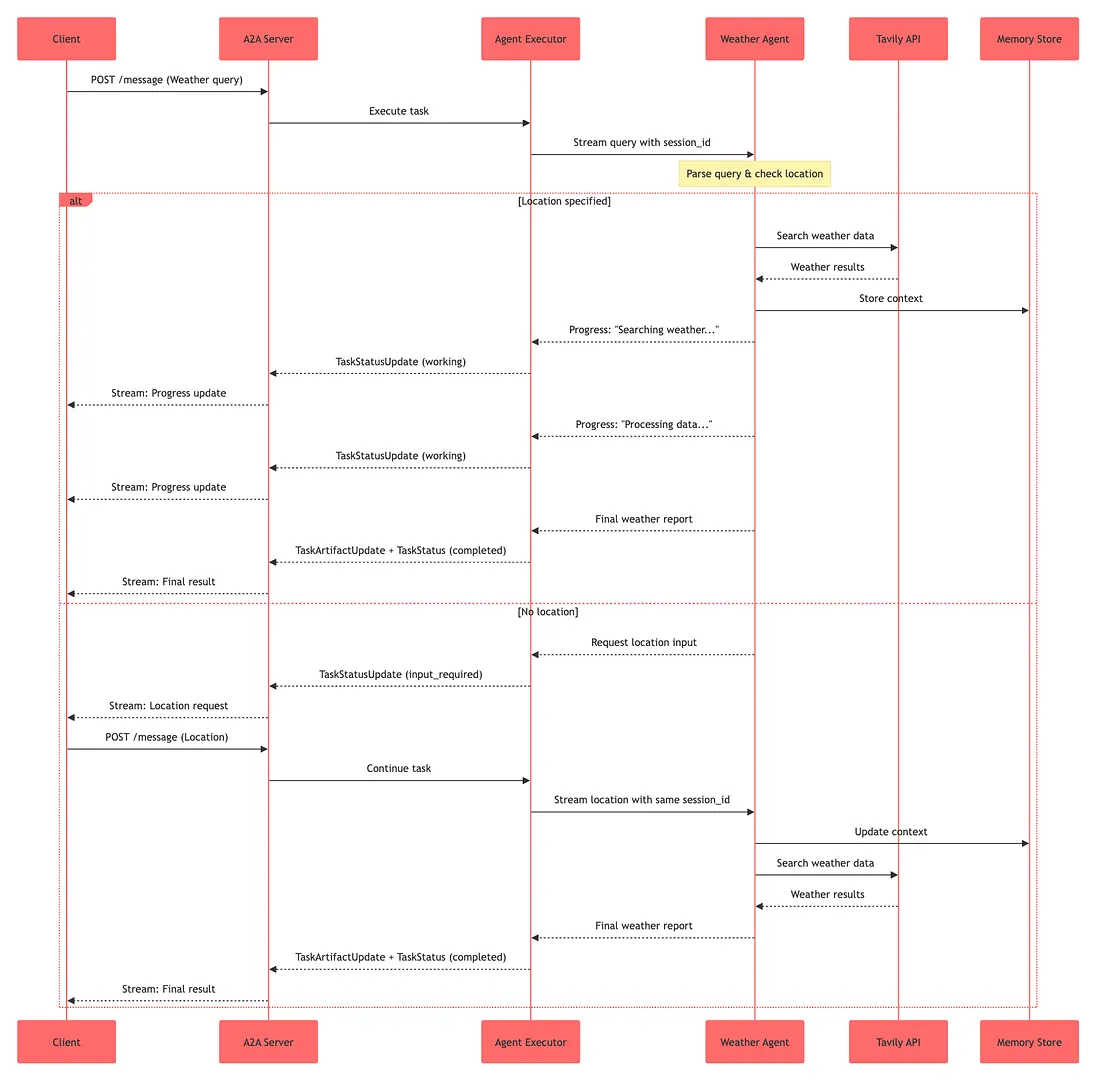 Client
A2A Server
Agent Executor
Weather Agent
Tavily API
Memory Store
POST /message (Weather query)
Execute task
Stream query with session_id
Parse query & check location
alt
[Location specified]
Search weather data
Weather results
Store context
Progress: "Searching weather..."
TaskStatusUpdate (working)
Stream: Progress update
Progress: "Processing data..."
TaskStatusUpdate (working)
Stream: Progress update
Final weather report
TaskArtifactUpdate + TaskStatus (completed)
Stream: Final result
[No location]
Request location input
TaskStatusUpdate (input_required)
Stream: Location request
POST /message (Location)
Continue task
Stream location with same session_id
Update context
Search weather data
Weather results
Final weather report
TaskArtifactUpdate + TaskStatus (completed)
Stream: Final result
Client
A2A Server
Agent Executor
Weather Agent
Tavily API
Memory Store